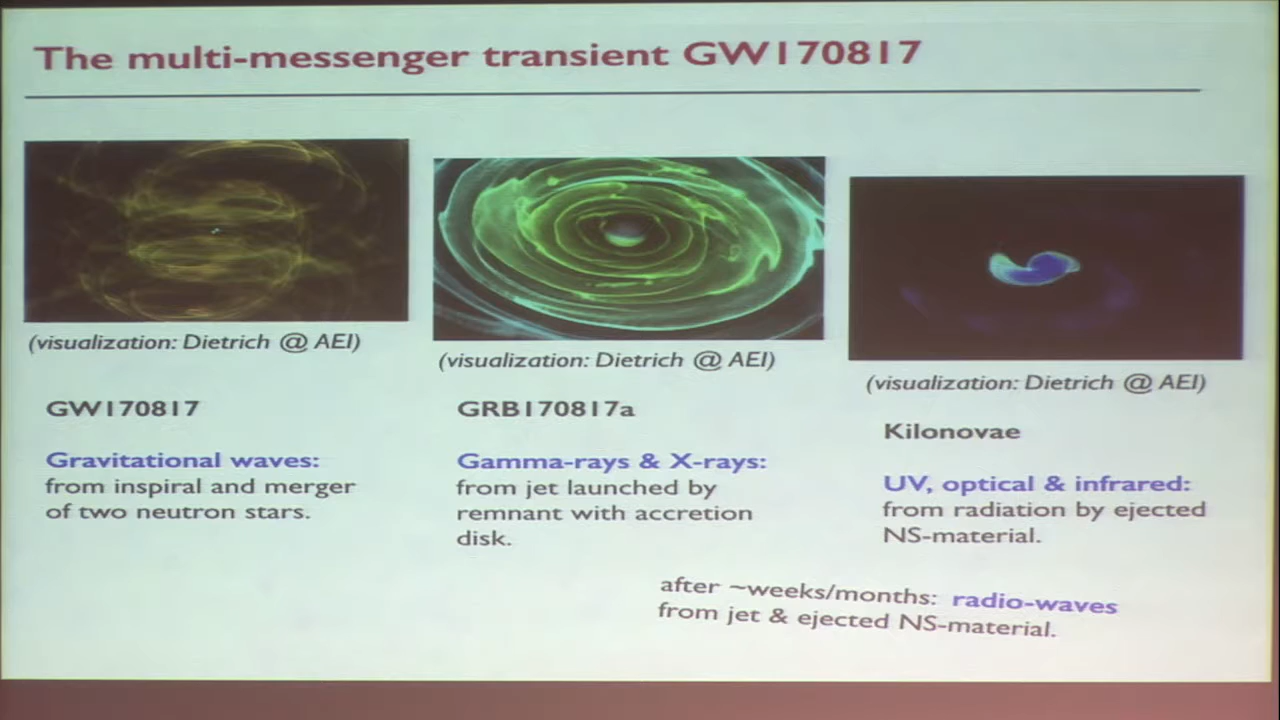 The multi-messenger transient GW170817
(visualization: Dietrich @ AEI)
(visualization: Dietrich @ AEI)
(visualization: Dietrich @ AEI)
GW170817
Gravitational waves:
from inspiral and merger
of two neutron stars.
GRB170817a
Gamma-rays & X-rays:
from jet launched by
remnant with accretion
disk.
Kilonovae
UV, optical & infrared:
from radiation by ejected
NS-material.
after ~weeks/months: radio-waves
from jet & ejected NS-material.